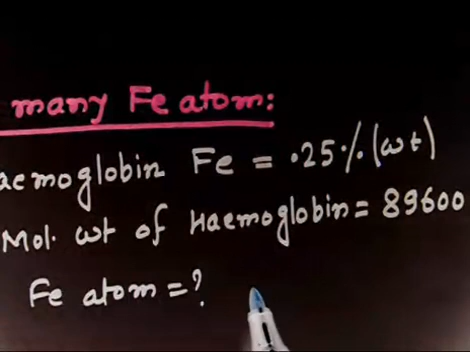 many Fe atom:
aemoglobin Fe = .25% (wt)
Mol. wt of Haemoglobin = 89600
Fe atom = ?